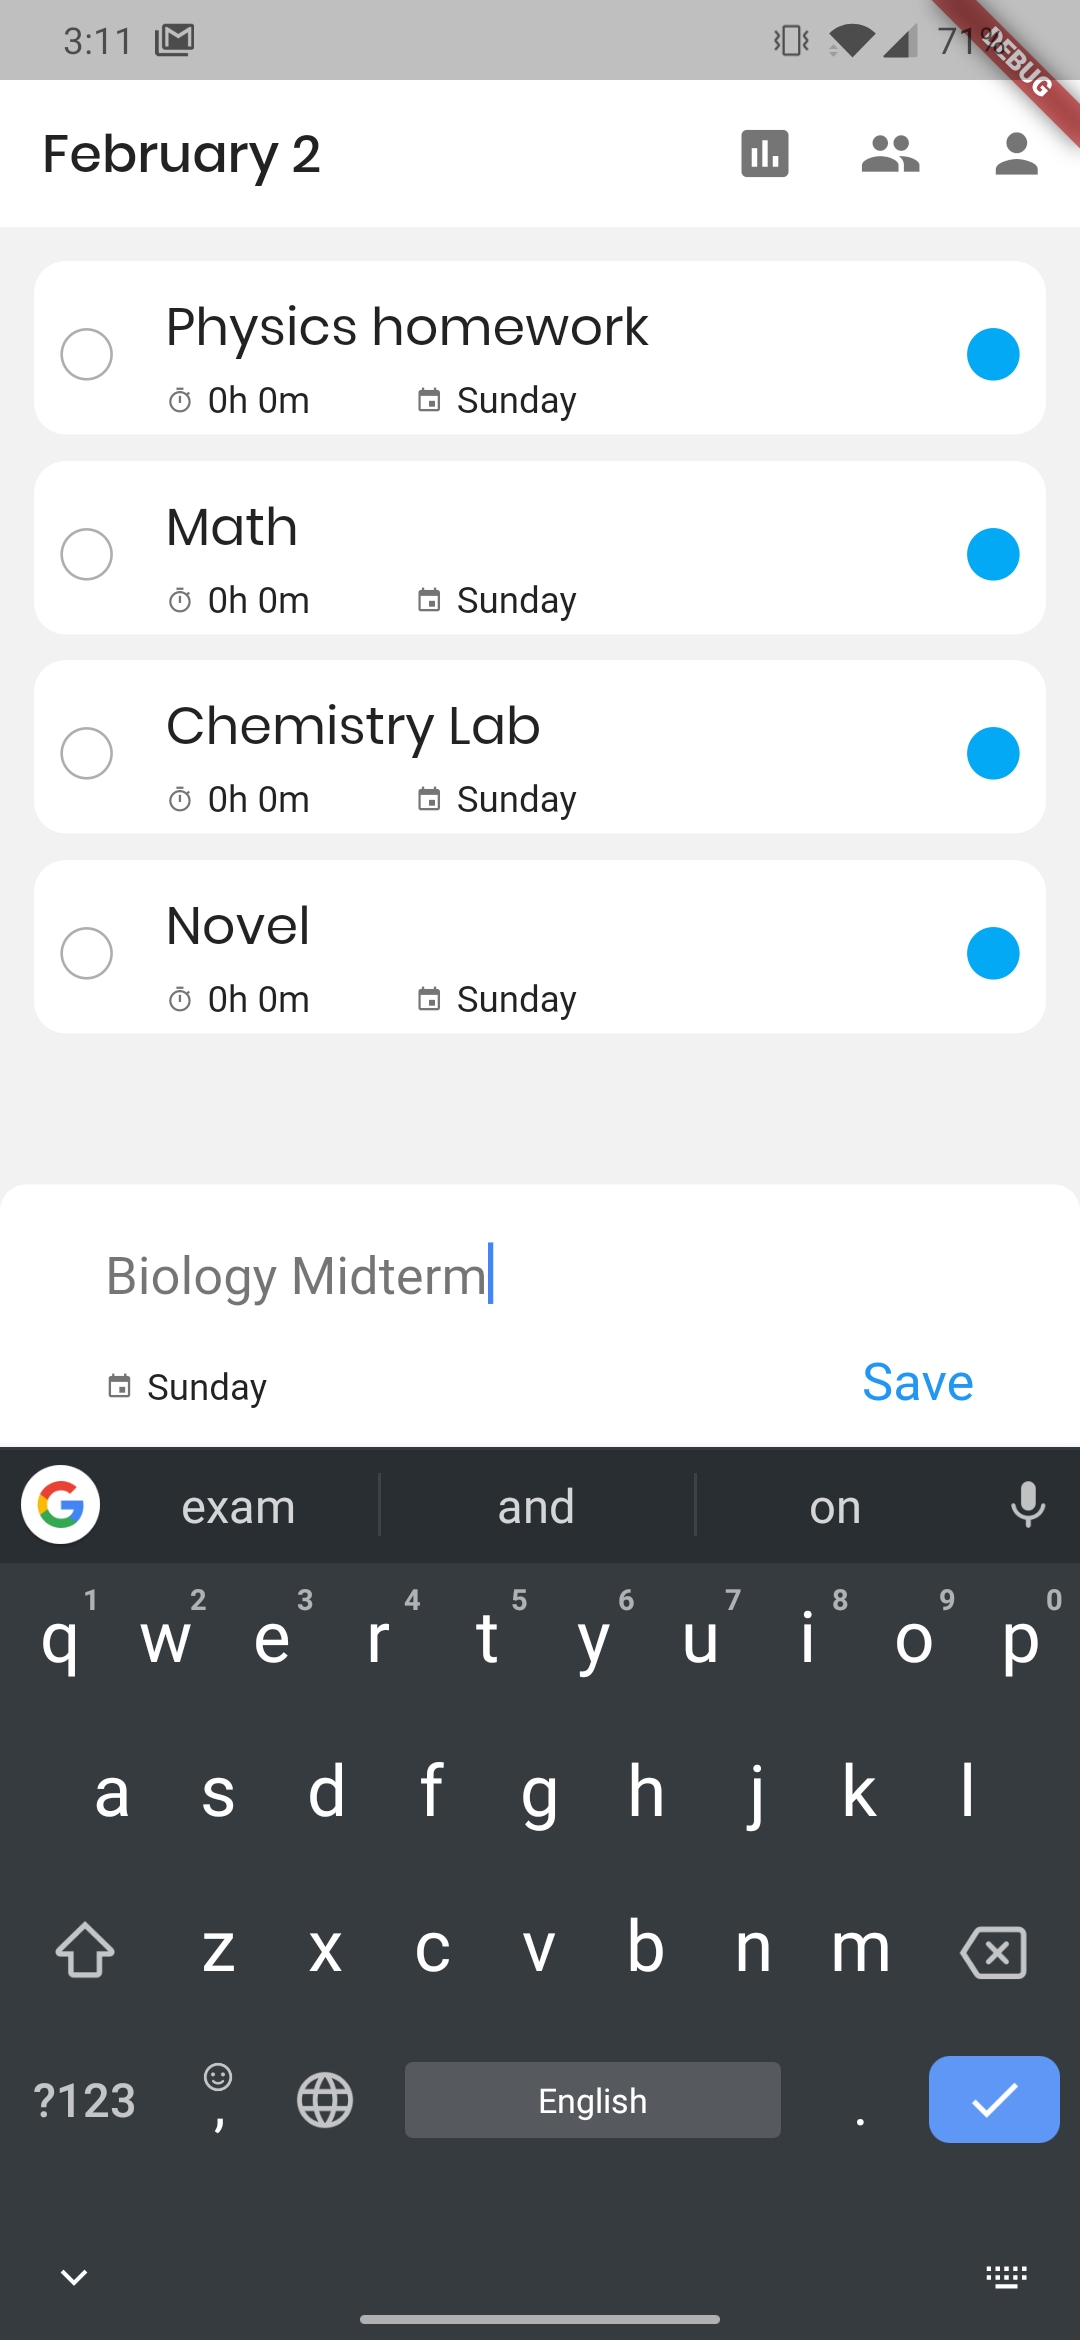 3:11
71%
DEBUG
February 2
Physics homework
0h 0m Sunday
Math
0h 0m Sunday
Chemistry Lab
0h 0m Sunday
Novel
0h 0m Sunday
Biology Midterm
Sunday
Save
exam and on
1 2 3 4 5 6 7 8 9 0
q w e r t y u i o p
a s d f g h j k l
z x c v b n m
?123 , English .